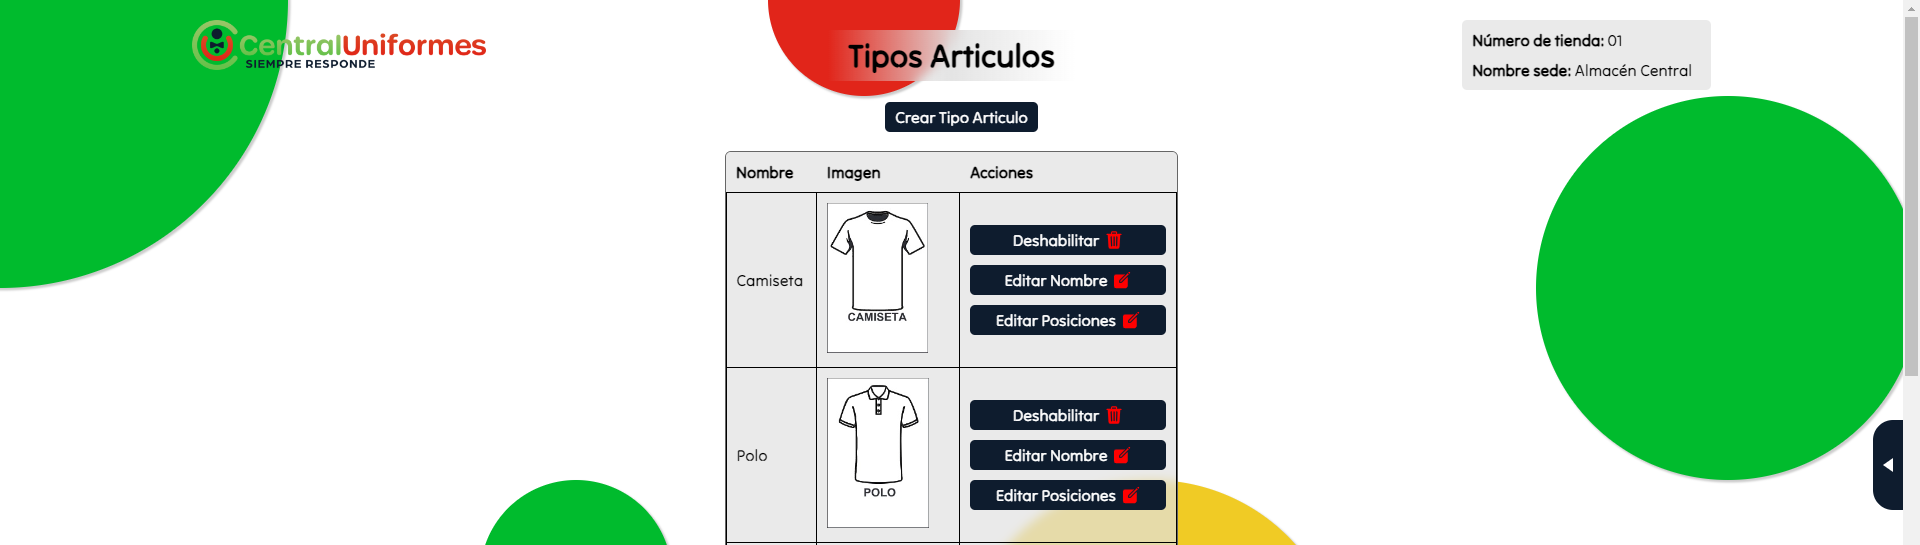 CentralUniformes
SIEMPRE RESPONDE
Tipos Articulos
Número de tienda: 01
Nombre sede: Almacén Central
Crear Tipo Articulo
Nombre Imagen Acciones
Camiseta
CAMISETA
Deshabilitar
Editar Nombre
Editar Posiciones
Polo
POLO
Deshabilitar
Editar Nombre
Editar Posiciones